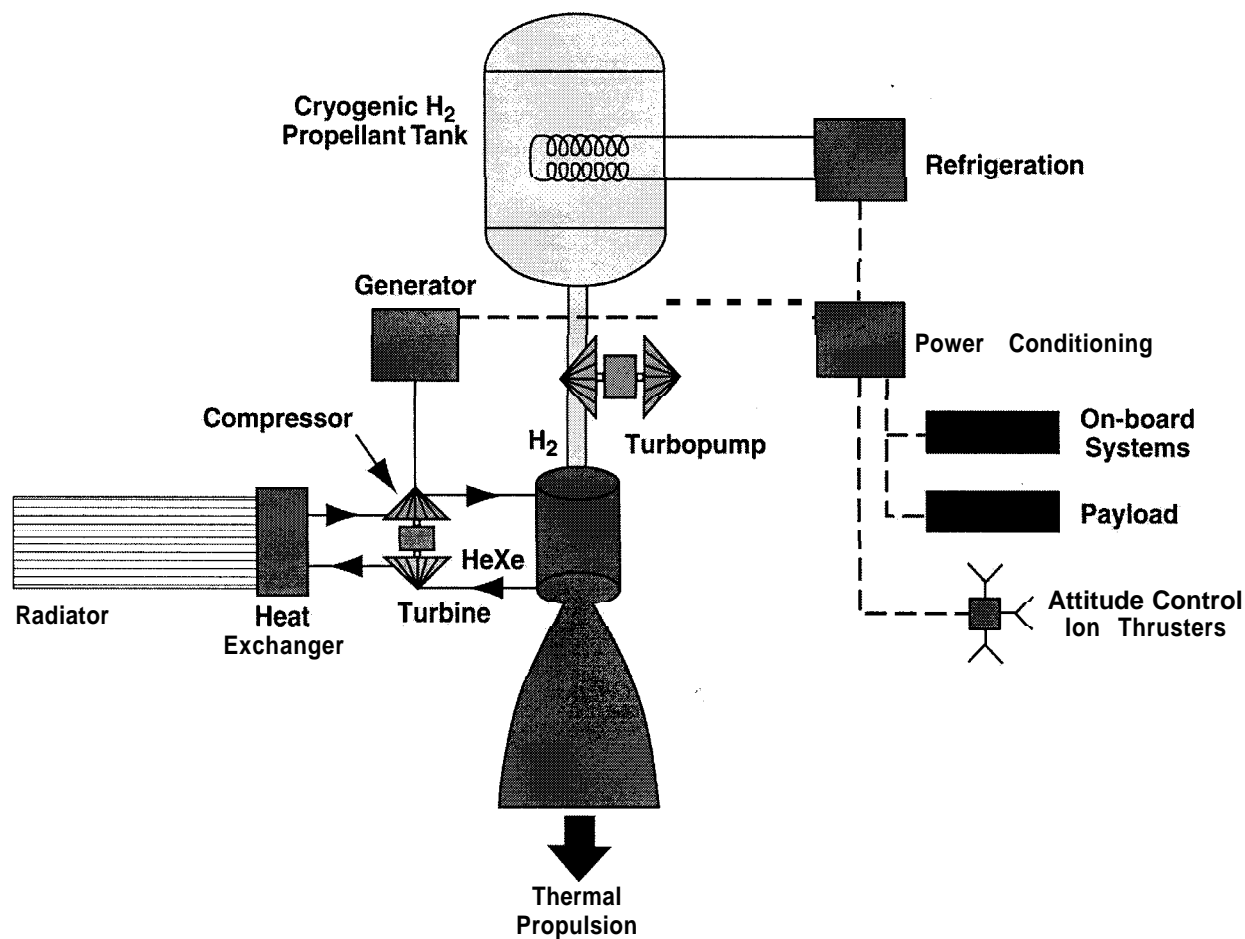 Cryogenic H₂
Propellant Tank
Refrigeration
Generator
Power Conditioning
Compressor
H₂
Turbopump
On-board
Systems
Payload
HeXe
Radiator
Heat
Exchanger
Turbine
Attitude Control
Ion Thrusters
Thermal
Propulsion